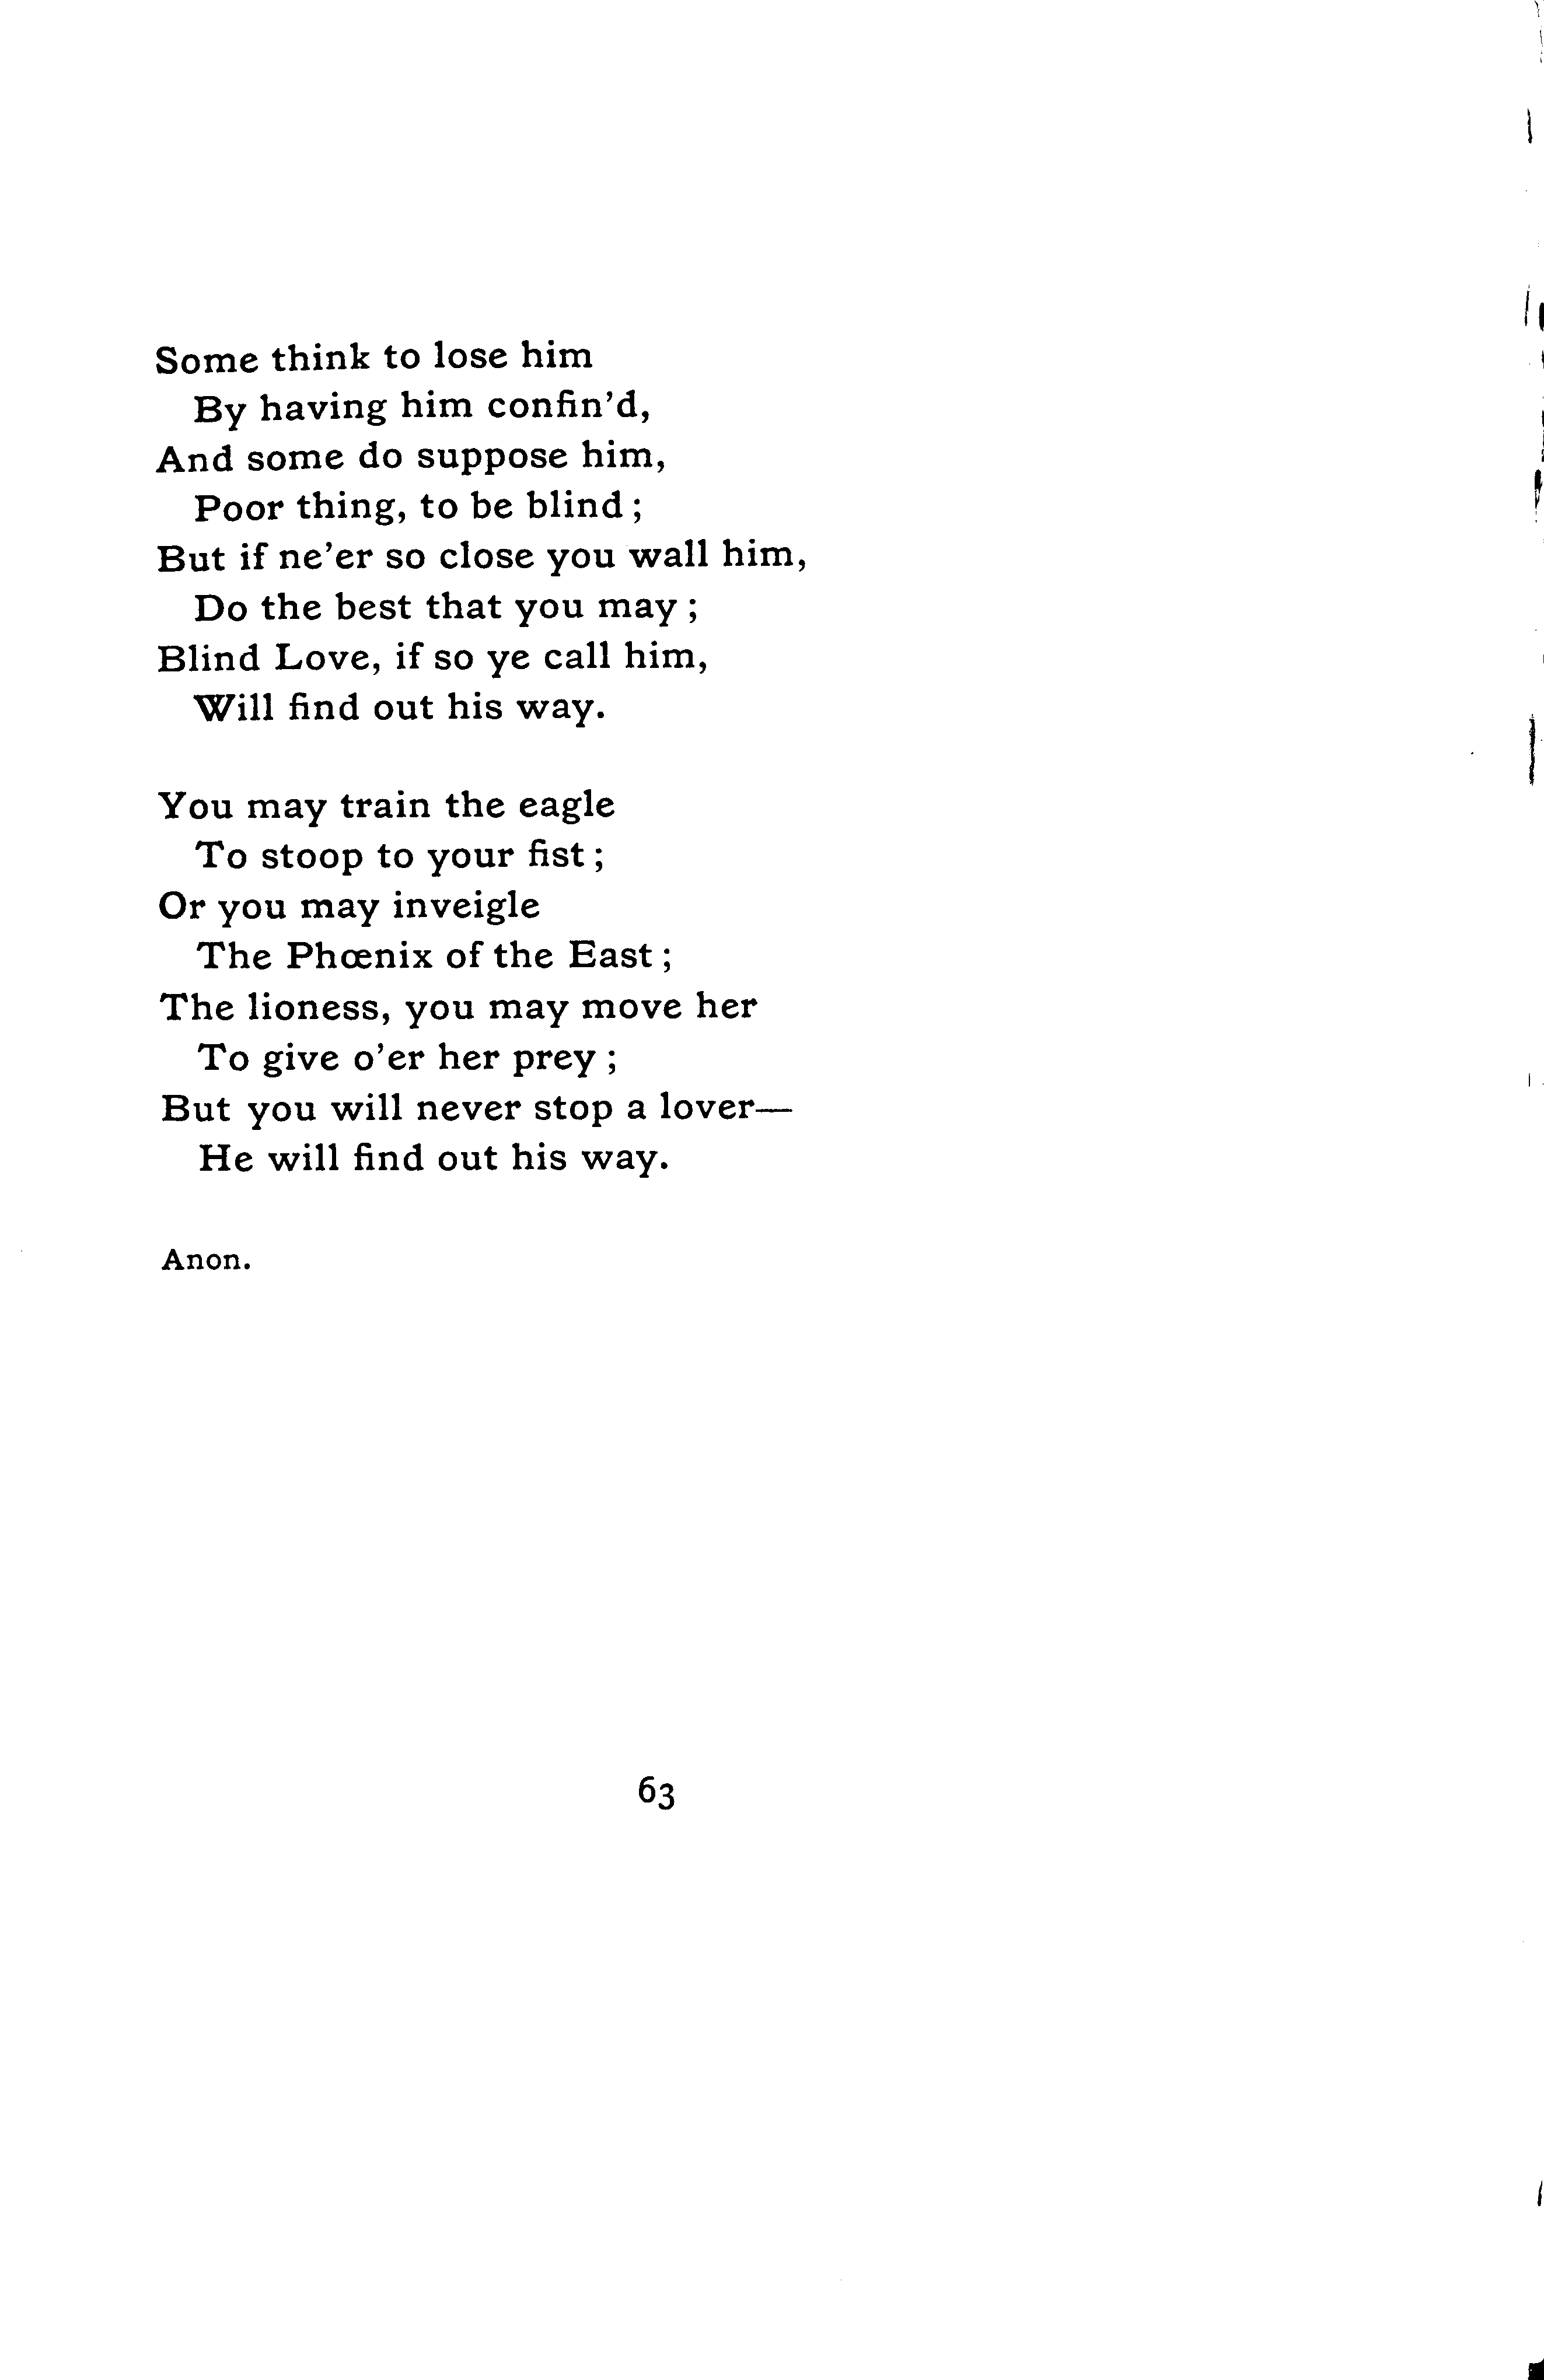 Some think to lose him
By having him confin’d,
And some do suppose him,
Poor thing, to be blind ;
But if ne’er so close you wall him,
Do the best that you may ;
Blind Love, if so ye call him,
Will find out his way.

You may train the eagle
To stoop to your fist ;
Or you may inveigle
The Phœnix of the East ;
The lioness, you may move her
To give o’er her prey ;
But you will never stop a lover—
He will find out his way.

Anon.

63